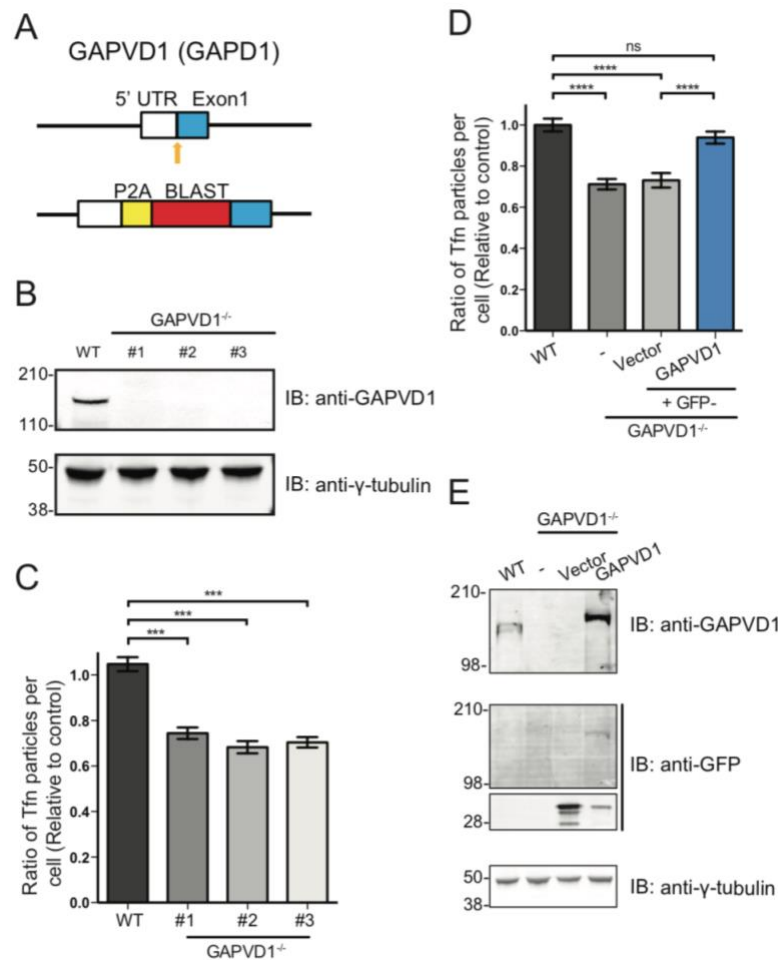 A
GAPVD1 (GAPD1)
5' UTR Exon1
P2A BLAST
B
GAPVD1-/-
WT #1 #2 #3
210-
110-
IB: anti-GAPVD1
50-
38-
IB: anti-γ-tubulin
C
***
***
***
Ratio of Tfn particles per
cell (Relative to control)
1.0
0.8
0.6
0.4
0.2
0.0
WT #1 #2 #3
GAPVD1-/-
D
ns
****
**** ****
Ratio of Tfn particles per
cell (Relative to control)
1.0
0.8
0.6
0.4
0.2
0.0
WT - Vector GAPVD1
+ GFP-
GAPVD1-/-
E
GAPVD1-/-
WT - Vector GAPVD1
210-
98-
IB: anti-GAPVD1
210-
98-
28-
IB: anti-GFP
50-
38-
IB: anti-γ-tubulin